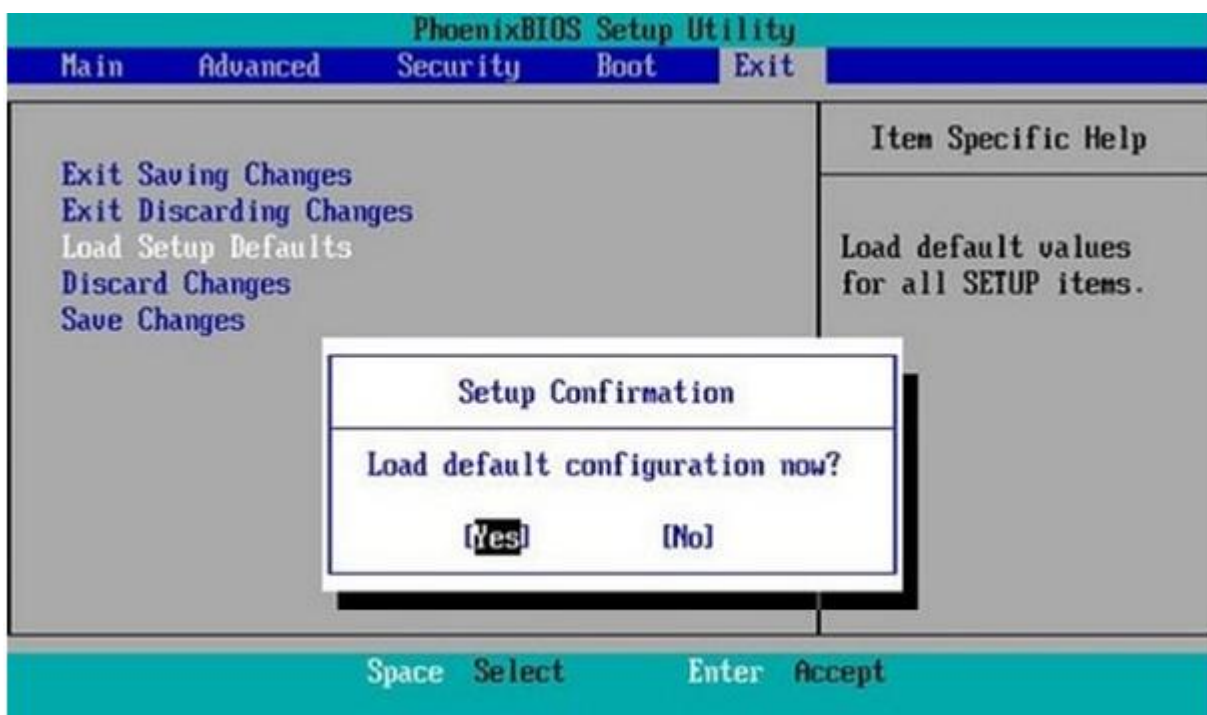 PhoenixBIOS Setup Utility
Main Advanced Security Boot Exit
Item Specific Help
Exit Saving Changes
Exit Discarding Changes
Load Setup Defaults
Discard Changes
Save Changes
Load default values
for all SETUP items.
Setup Confirmation
Load default configuration now?
[Yes] [No]
Space Select Enter Accept